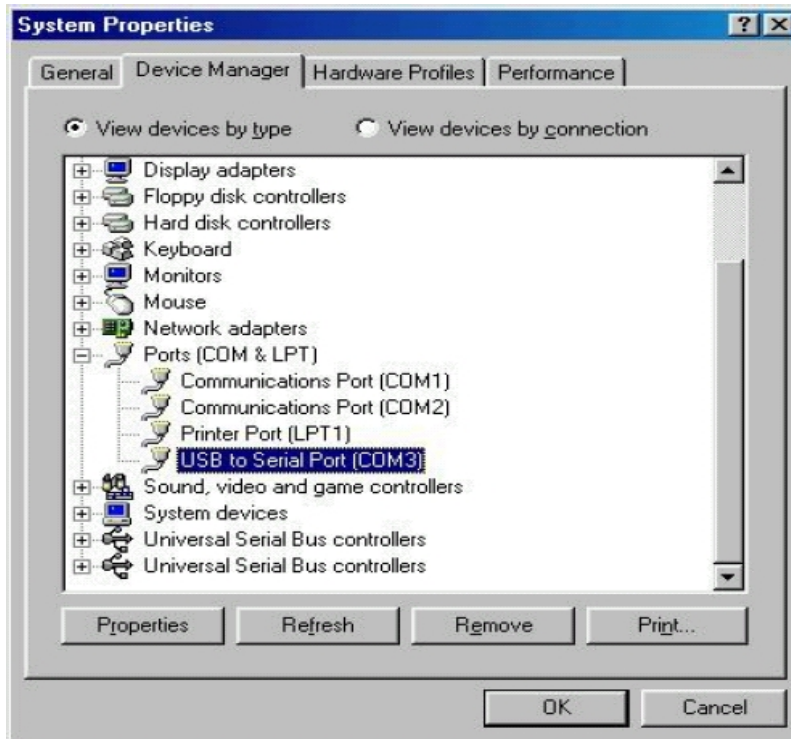 System Properties
General Device Manager Hardware Profiles Performance
View devices by type View devices by connection
Display adapters
Floppy disk controllers
Hard disk controllers
Keyboard
Monitors
Mouse
Network adapters
Ports (COM & LPT)
Communications Port (COM1)
Communications Port (COM2)
Printer Port (LPT1)
USB to Serial Port (COM3)
Sound, video and game controllers
System devices
Universal Serial Bus controllers
Universal Serial Bus controllers
Properties Refresh Remove Print...
OK Cancel